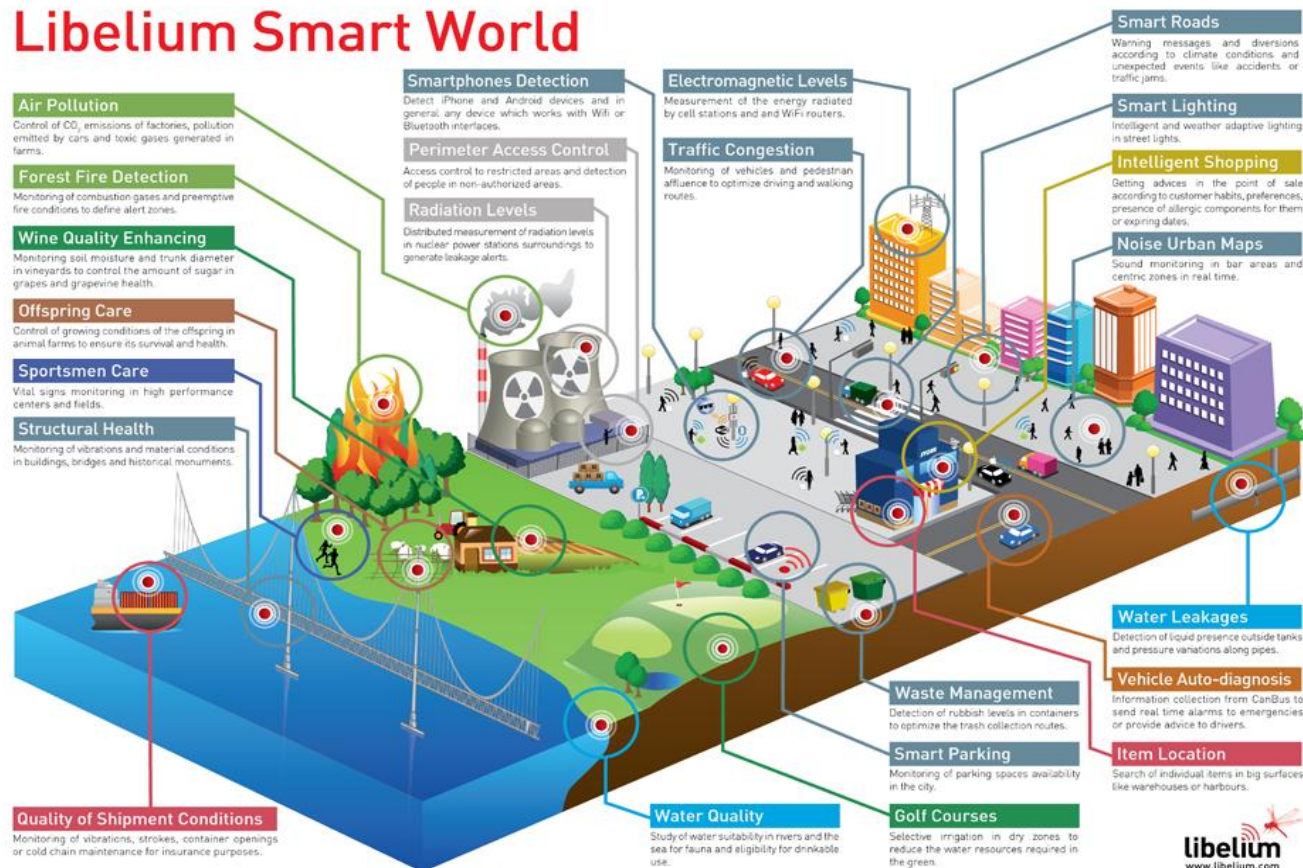 Libelium Smart World
Air Pollution
Control of CO₂ emissions of factories, pollution
emitted by cars and toxic gases generated in
farms.
Forest Fire Detection
Monitoring of combustion gases and preemptive
fire conditions to define alert zones.
Wine Quality Enhancing
Monitoring soil moisture and trunk diameter
in vineyards to control the amount of sugar in
grapes and grapevine health.
Offspring Care
Control of growing conditions of the offspring in
animal farms to ensure its survival and health.
Sportsmen Care
Vital signs monitoring in high performance
centers and fields.
Structural Health
Monitoring of vibrations and material conditions
in buildings, bridges and historical monuments.
Quality of Shipment Conditions
Monitoring of vibrations, strokes, container openings
or cold chain maintenance for insurance purposes.
Smartphones Detection
Detect iPhone and Android devices and in
general any device which works with Wifi or
Bluetooth interfaces.
Perimeter Access Control
Access control to restricted areas and detection
of people in non-authorized areas.
Radiation Levels
Distributed measurement of radiation levels
in nuclear power stations surroundings to
generate leakage alerts.
Electromagnetic Levels
Measurement of the energy radiated
by cell stations and and WiFi routers.
Traffic Congestion
Monitoring of vehicles and pedestrian
affluence to optimize driving and walking
routes.
Smart Roads
Warning messages and diversions
according to climate conditions and
unexpected events like accidents or
traffic jams.
Smart Lighting
Intelligent and weather adaptive lighting
in street lights.
Intelligent Shopping
Getting advices in the point of sale
according to customer habits, preferences,
presence of allergic components for them
or expiring dates.
Noise Urban Maps
Sound monitoring in bar areas and
centric zones in real time.
STORE
P
Water Leakages
Detection of liquid presence outside tanks
and pressure variations along pipes.
Vehicle Auto-diagnosis
Information collection from CanBus to
send real time alarms to emergencies
or provide advice to drivers.
Item Location
Search of individual items in big surfaces
like warehouses or harbours.
Waste Management
Detection of rubbish levels in containers
to optimize the trash collection routes.
Smart Parking
Monitoring of parking spaces availability
in the city.
Golf Courses
Selective irrigation in dry zones to
reduce the water resources required in
the green.
Water Quality
Study of water suitability in rivers and the
sea for fauna and eligibility for drinkable
use.
libelium
www.libelium.com